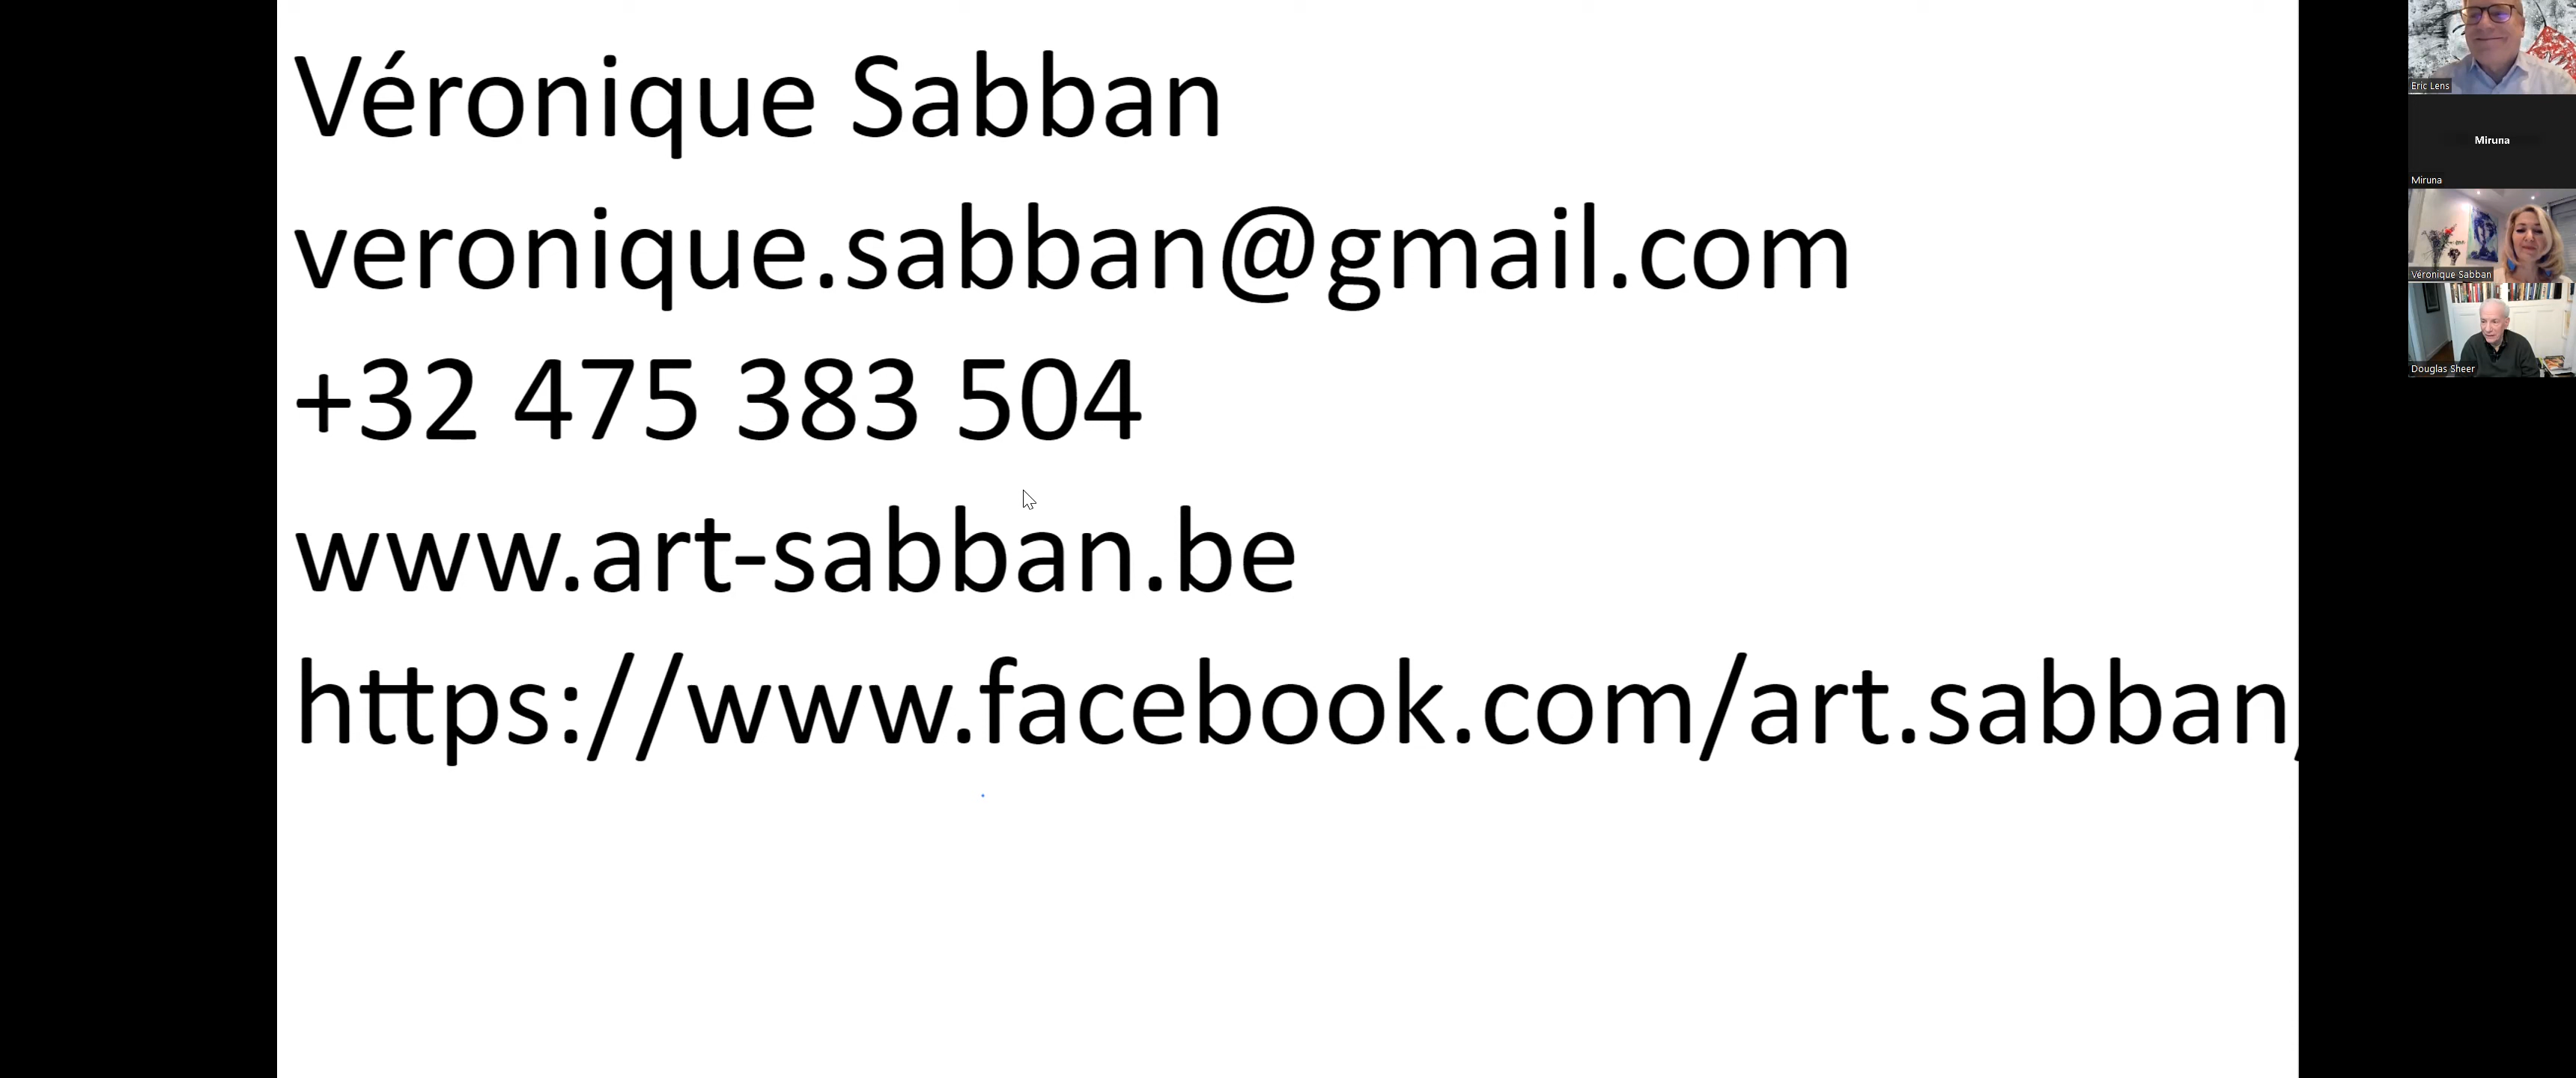 Véronique Sabban
veronique.sabban@gmail.com
+32 475 383 504
www.art-sabban.be
https://www.facebook.com/art.sabban/
Eric Lens
Miruna
Miruna
Véronique Sabban
Douglas Sheer